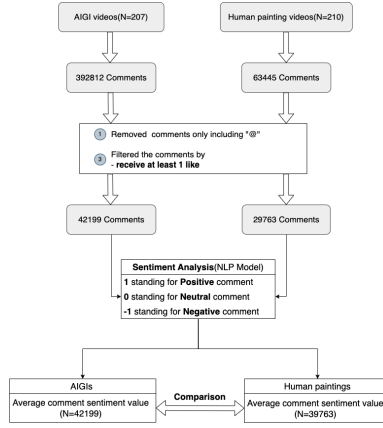 AIGI videos(N=207)
Human painting videos(N=210)
392812 Comments
63445 Comments
1 Removed comments only including "@"
3 Filtered the comments by
- receive at least 1 like
42199 Comments
29763 Comments
Sentiment Analysis(NLP Model)
1 standing for Positive comment
0 standing for Neutral comment
-1 standing for Negative comment
AIGIs
Average comment sentiment value
(N=42199)
Comparison
Human paintings
Average comment sentiment value
(N=39763)